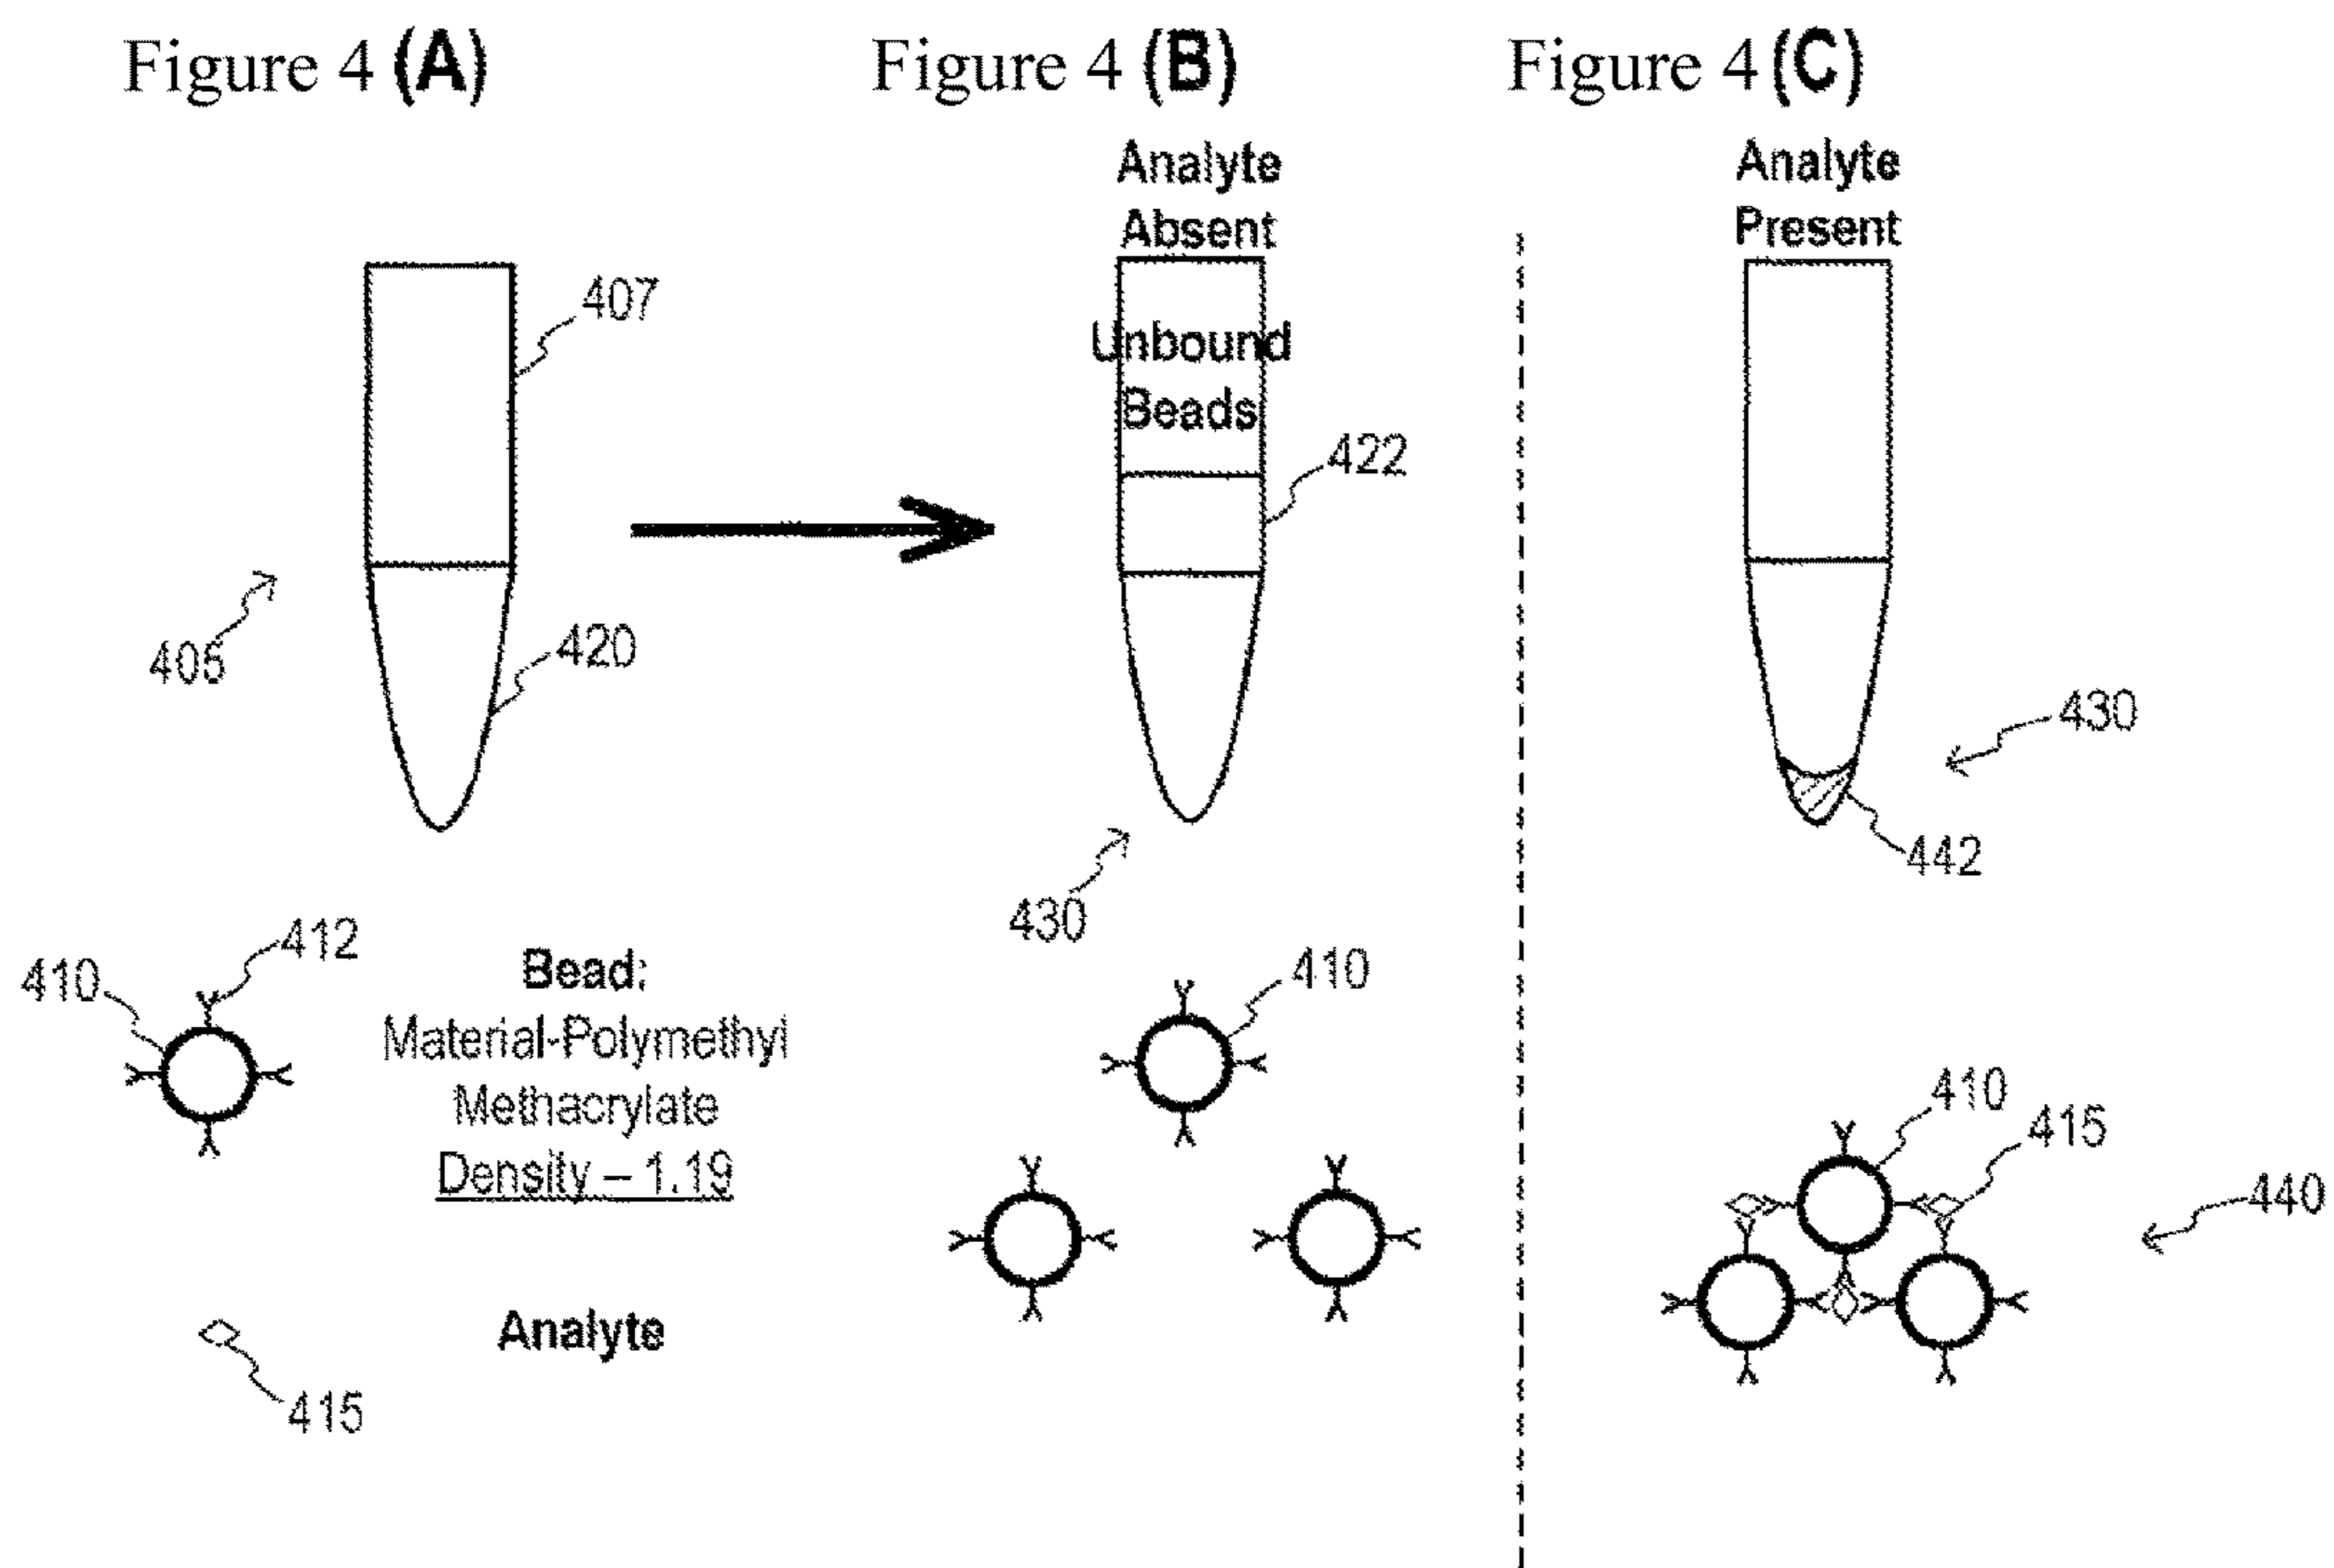 Figure 4 (A)
407
405
420
410
412
Bead:
Material-Polymethyl
Methacrylate
Density – 1.19
Analyte
415
Figure 4 (B)
Analyte
Absent
Unbound
Beads
422
430
410
Figure 4 (C)
Analyte
Present
430
442
410
415
440